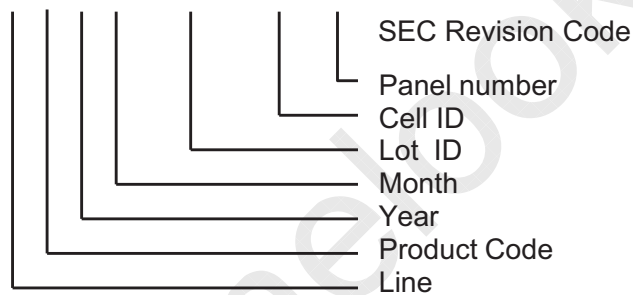 SEC Revision Code
Panel number
Cell ID
Lot ID
Month
Year
Product Code
Line